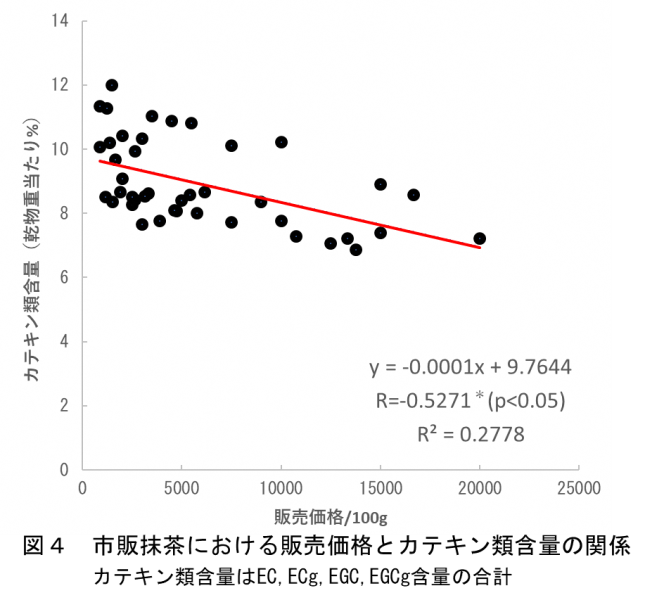 14
12
10
8
6
4
2
0
カテキン類含量（乾物重当たり%）
y = -0.0001x + 9.7644
R=-0.5271＊(p<0.05)
R² = 0.2778
0 5000 10000 15000 20000 25000
販売価格/100g
図４　市販抹茶における販売価格とカテキン類含量の関係
カテキン類含量はEC, ECg, EGC, EGCg含量の合計